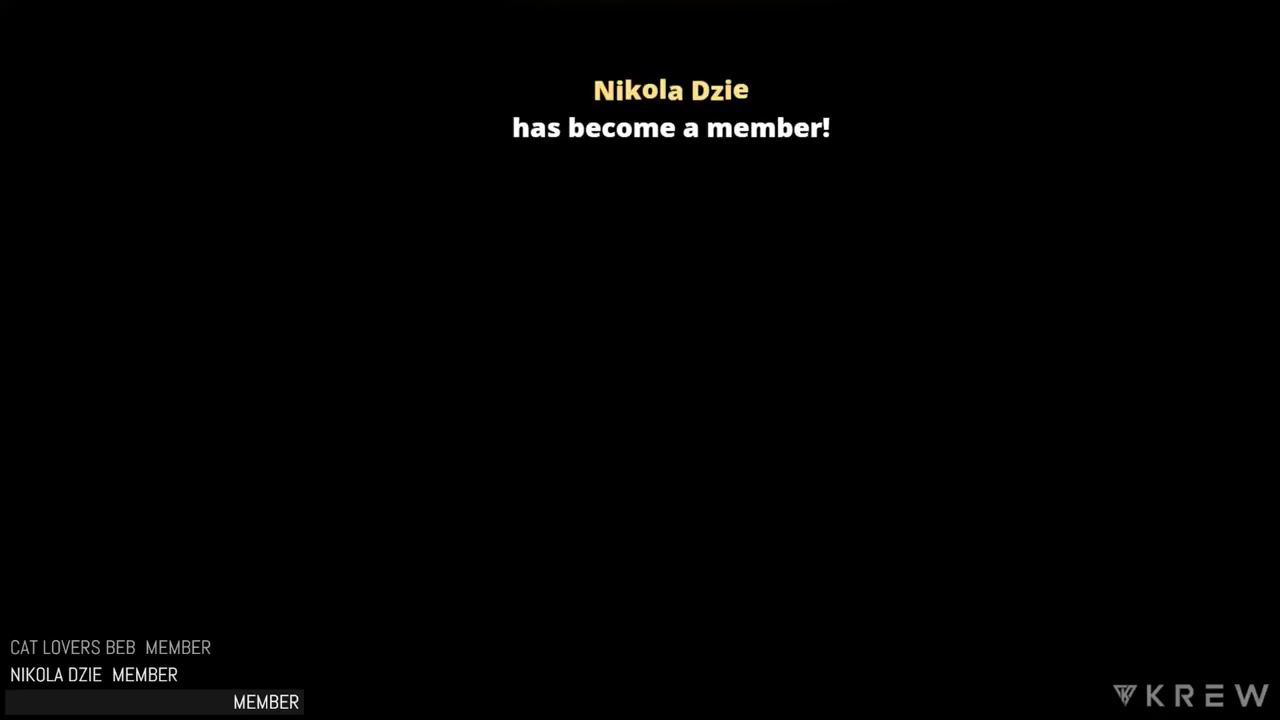 Nikola Dzie
has become a member!
CAT LOVERS BEB MEMBER
NIKOLA DZIE MEMBER
MEMBER
KREW